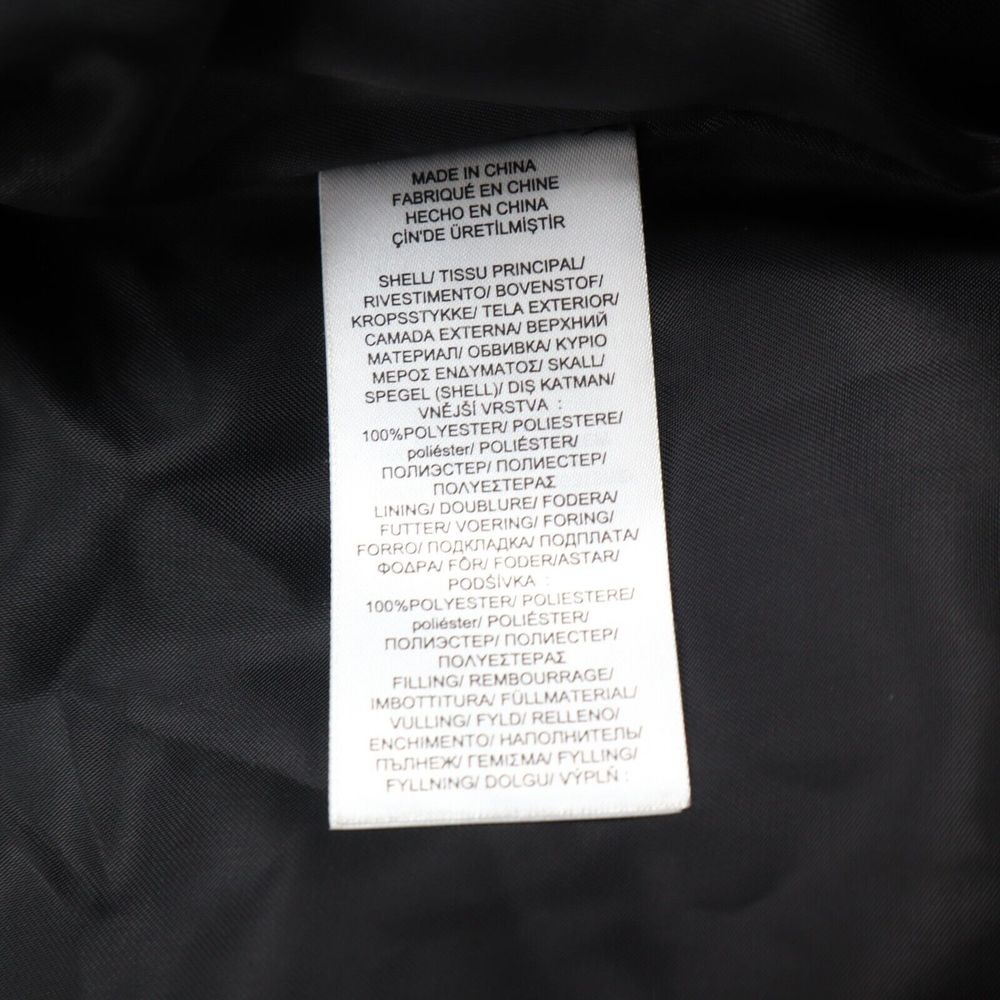 MADE IN CHINA
FABRIQUÉ EN CHINE
HECHO EN CHINA
ÇİN'DE ÜRETİLMİŞTİR
SHELL/ TISSU PRINCIPAL/
RIVESTIMENTO/ BOVENSTOF/
KROPSSTYKKE/ TELA EXTERIOR/
CAMADA EXTERNA/ ВЕРХНИЙ
МАТЕРИАЛ/ ОБВИВКА/ ΚΥΡΙΟ
ΜΕΡΟΣ ΕΝΔΥΜΑΤΟΣ/ SKALL/
SPEGEL (SHELL)/ DIŞ KATMAN/
VNĚJŠÍ VRSTVA :
100%POLYESTER/ POLIESTERE/
poliéster/ POLIÉSTER/
ПОЛИЭСТЕР/ ПОЛИЕСТЕР/
ΠΟΛΥΕΣΤΕΡΑΣ
LINING/ DOUBLURE/ FODERA/
FUTTER/ VOERING/ FORING/
FORRO/ ПОДКЛАДКА/ ПОДПЛАТА/
ΦΟΔΡΑ/ FÔR/ FODER/ASTAR/
PODŠÍVKA :
100%POLYESTER/ POLIESTERE/
poliéster/ POLIÉSTER/
ПОЛИЭСТЕР/ ПОЛИЕСТЕР/
ΠΟΛΥΕΣΤΕΡΑΣ
FILLING/ REMBOURRAGE/
IMBOTTITURA/ FÜLLMATERIAL/
VULLING/ FYLD/ RELLENO/
ENCHIMENTO/ НАПОЛНИТЕЛЬ/
ПЪЛНЕЖ/ ΓΕΜΙΣΜΑ/ FYLLING/
FYLLNING/ DOLGU/ VÝPLŇ :